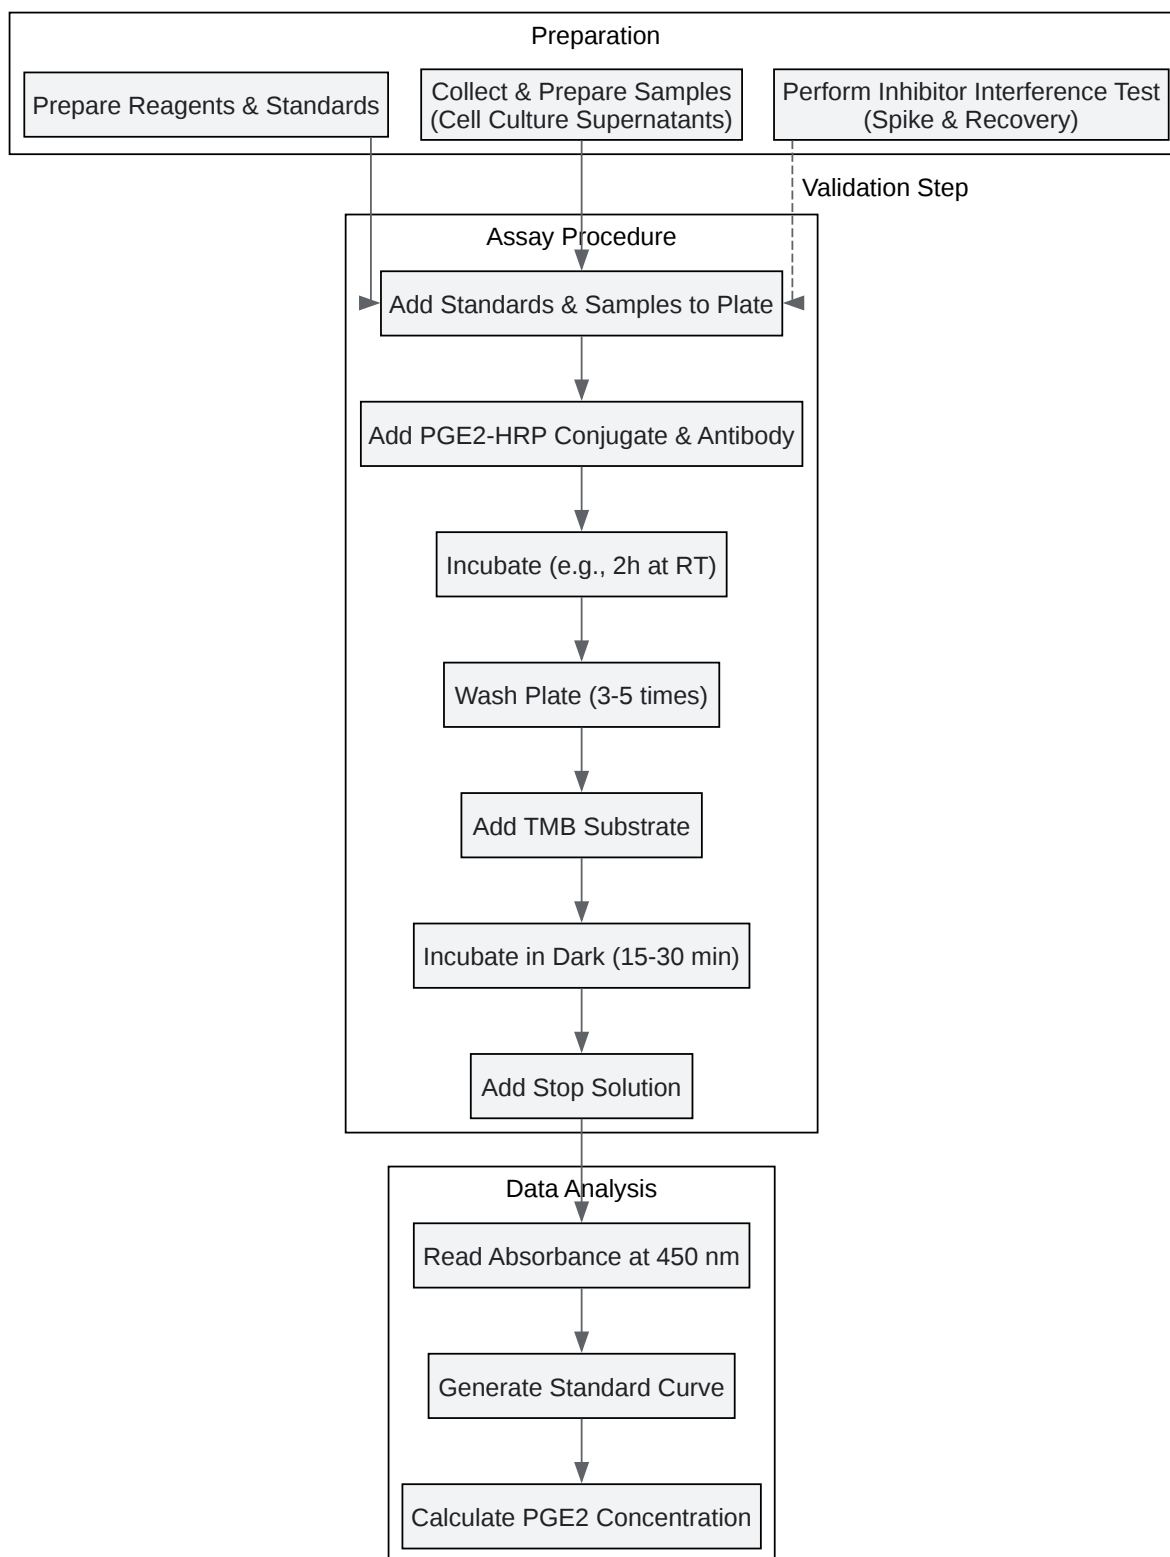 Preparation
Prepare Reagents & Standards
Collect & Prepare Samples
(Cell Culture Supernatants)
Perform Inhibitor Interference Test
(Spike & Recovery)
Validation Step
Assay Procedure
Add Standards & Samples to Plate
Add PGE2-HRP Conjugate & Antibody
Incubate (e.g., 2h at RT)
Wash Plate (3-5 times)
Add TMB Substrate
Incubate in Dark (15-30 min)
Add Stop Solution
Data Analysis
Read Absorbance at 450 nm
Generate Standard Curve
Calculate PGE2 Concentration